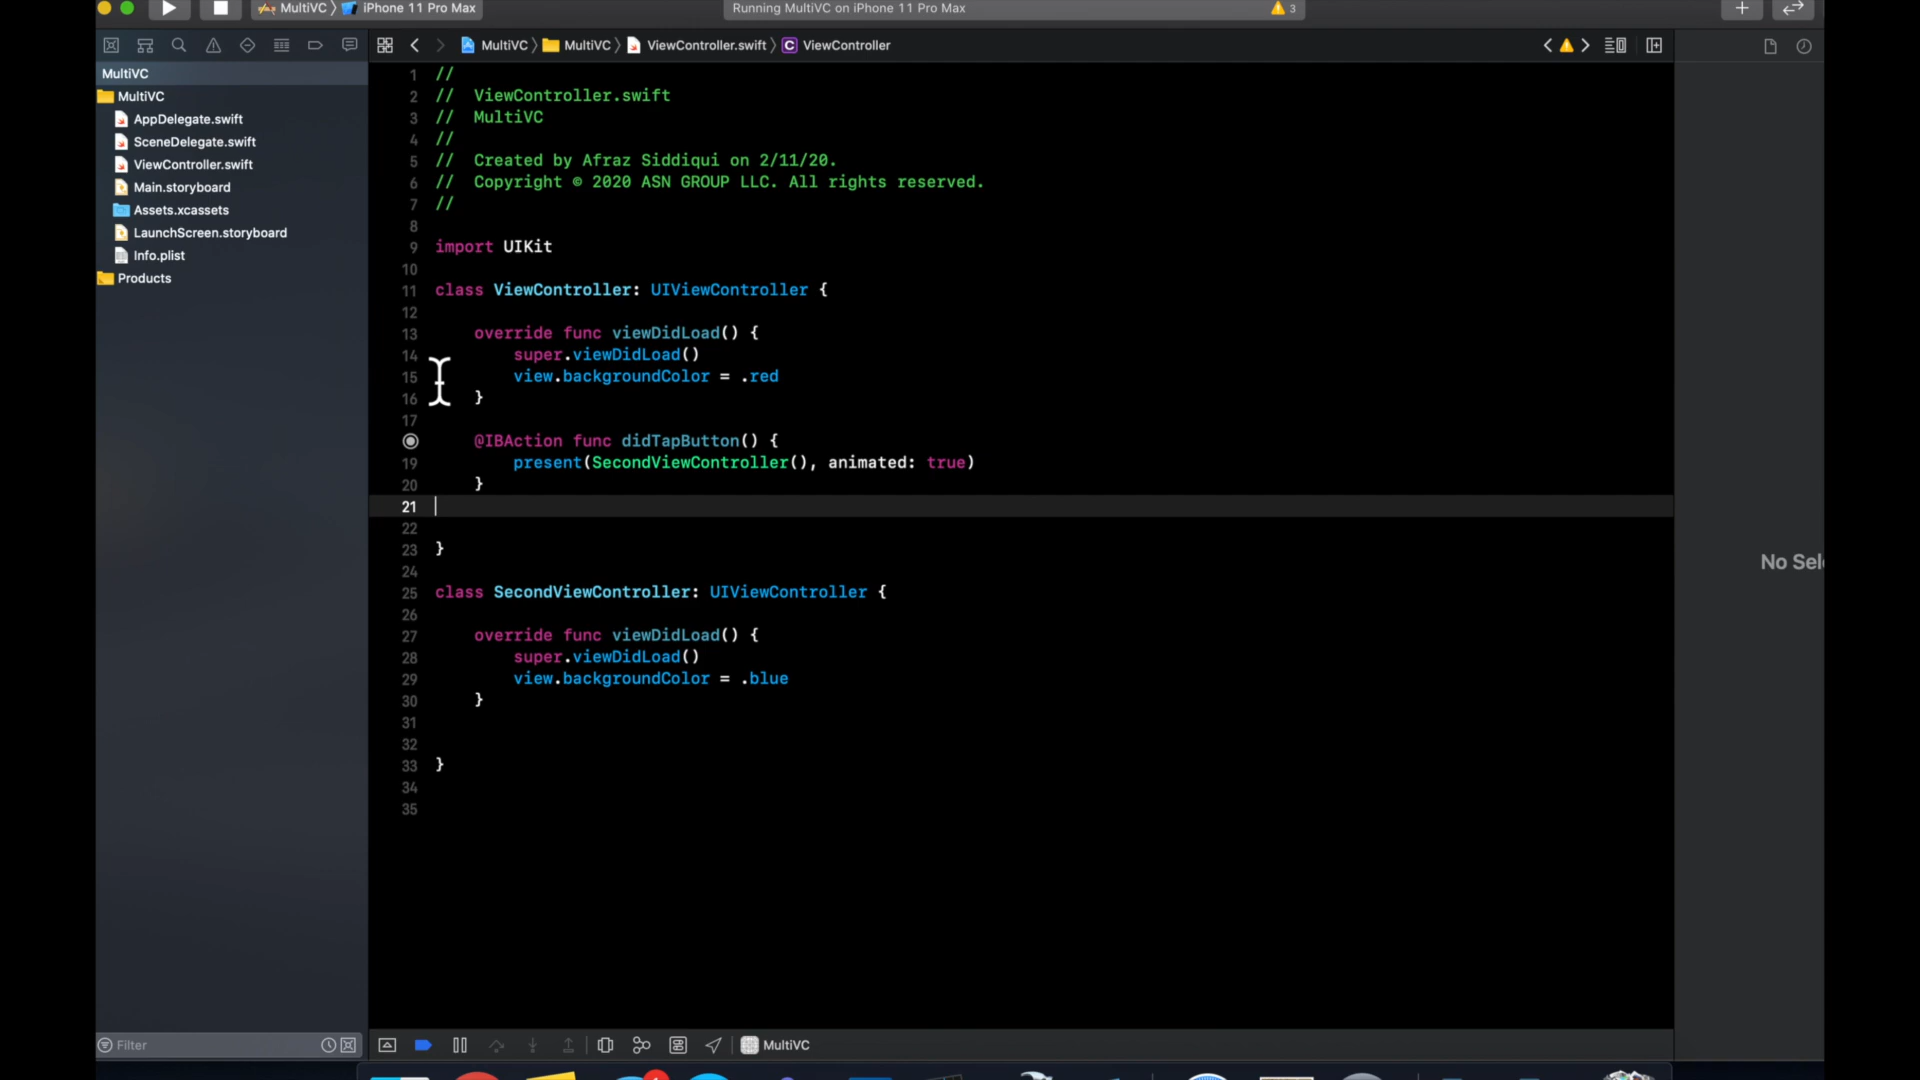 MultiVC 〉 iPhone 11 Pro Max
Running MultiVC on iPhone 11 Pro Max
3
MultiVC 〉 MultiVC 〉 ViewController.swift 〉 C ViewController
MultiVC
MultiVC
AppDelegate.swift
SceneDelegate.swift
ViewController.swift
Main.storyboard
Assets.xcassets
LaunchScreen.storyboard
Info.plist
Products
1 //
2 //  ViewController.swift
3 //  MultiVC
4 //
5 //  Created by Afraz Siddiqui on 2/11/20.
6 //  Copyright © 2020 ASN GROUP LLC. All rights reserved.
7 //
8
9 import UIKit
10
11 class ViewController: UIViewController {
12
13     override func viewDidLoad() {
14         super.viewDidLoad()
15         view.backgroundColor = .red
16     }
17
@IBAction func didTapButton() {
19         present(SecondViewController(), animated: true)
20     }
21
22
23 }
24
25 class SecondViewController: UIViewController {
26
27     override func viewDidLoad() {
28         super.viewDidLoad()
29         view.backgroundColor = .blue
30     }
31
32
33 }
34
35
No Sele
Filter
MultiVC